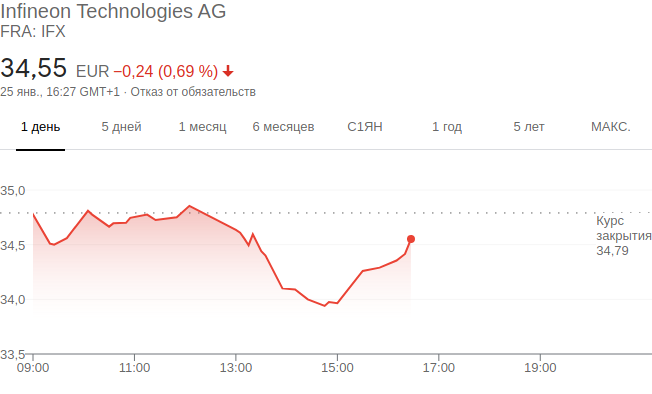 Infineon Technologies AG
FRA: IFX
34,55 EUR −0,24 (0,69 %)
25 янв., 16:27 GMT+1 · Отказ от обязательств
1 день 5 дней 1 месяц 6 месяцев С1ЯН 1 год 5 лет МАКС.
35,0
Курс
закрытия
34,79
34,5
34,0
33,5
09:00 11:00 13:00 15:00 17:00 19:00